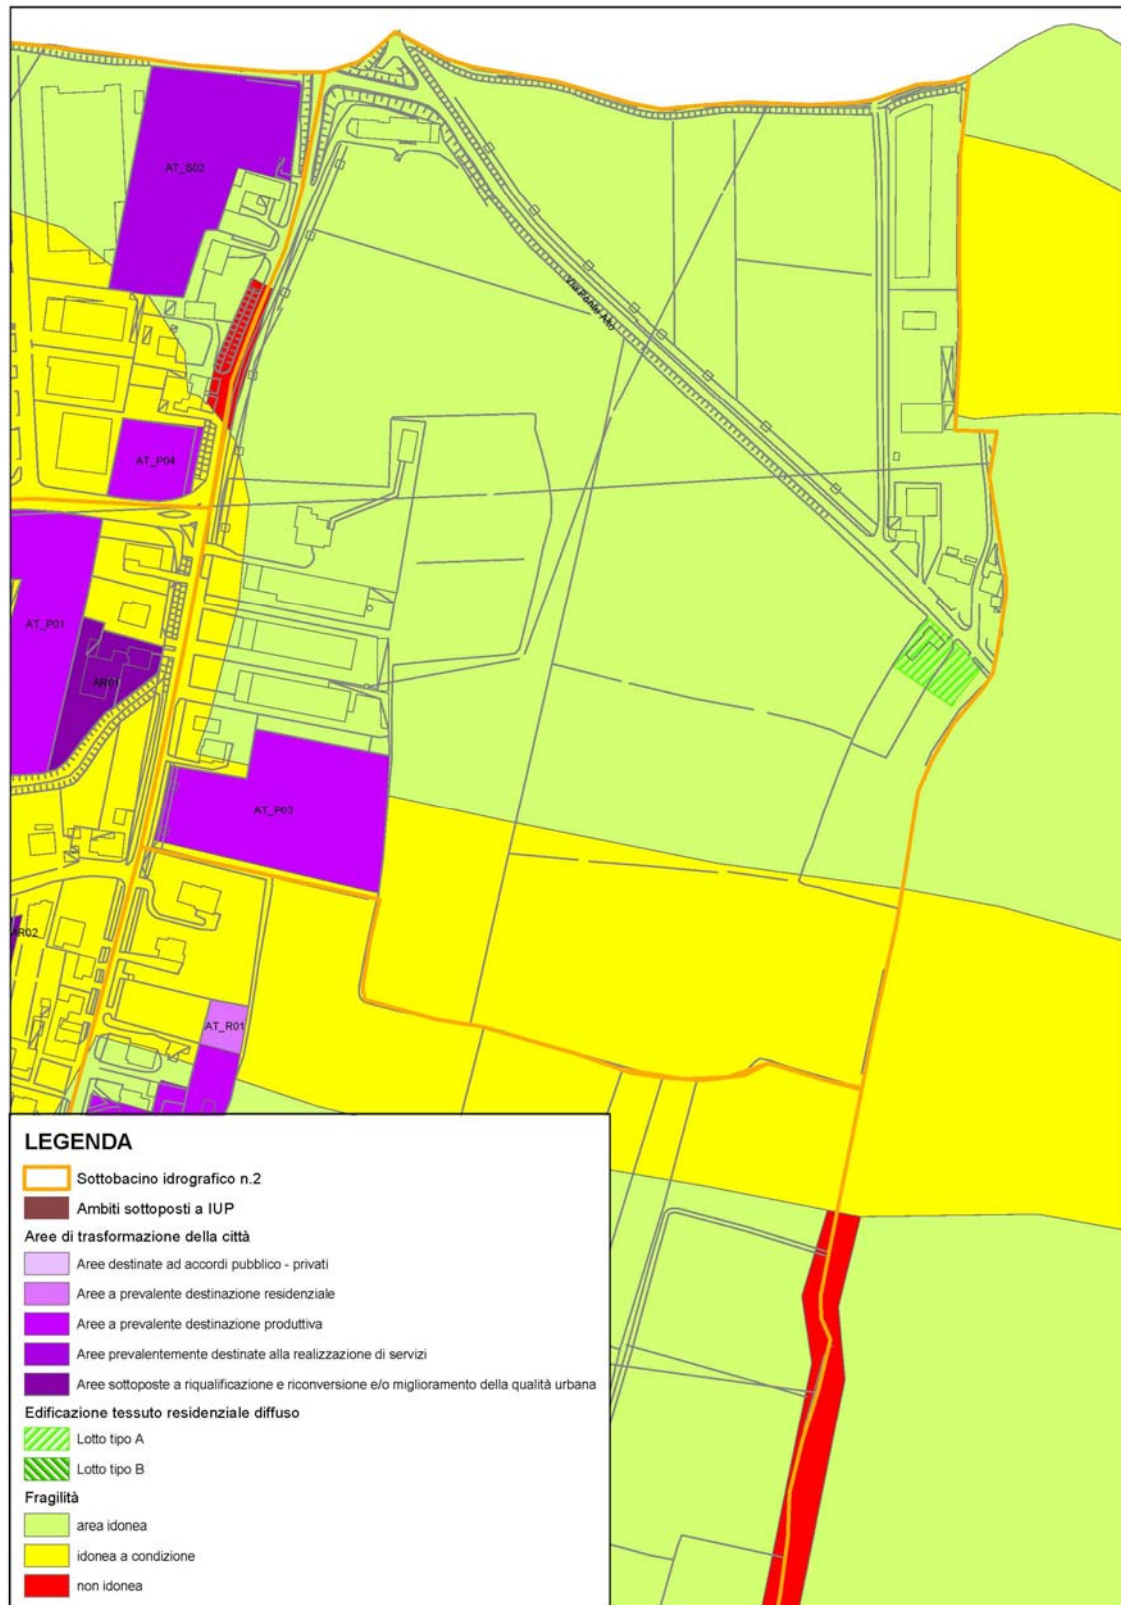 AT_S02
Via Ponte Alto
AT_P04
AT_P01
AR01
AT_P03
AR02
AT_R01
LEGENDA
Sottobacino idrografico n.2
Ambiti sottoposti a IUP
Aree di trasformazione della città
Aree destinate ad accordi pubblico - privati
Aree a prevalente destinazione residenziale
Aree a prevalente destinazione produttiva
Aree prevalentemente destinate alla realizzazione di servizi
Aree sottoposte a riqualificazione e riconversione e/o miglioramento della qualità urbana
Edificazione tessuto residenziale diffuso
Lotto tipo A
Lotto tipo B
Fragilità
area idonea
idonea a condizione
non idonea